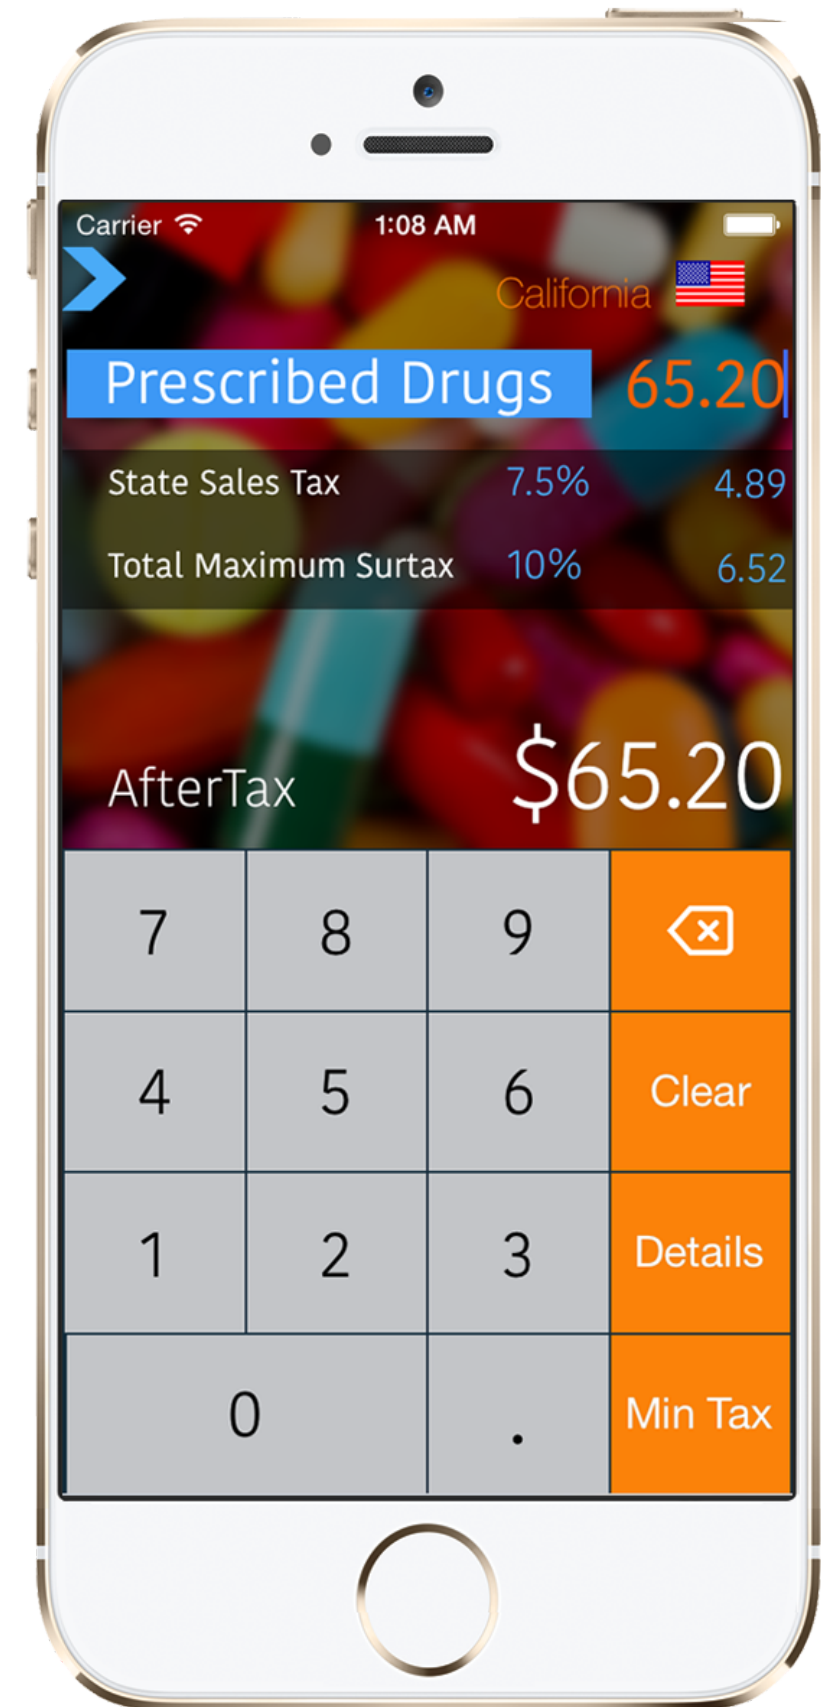 Carrier 1:08 AM
California
Prescribed Drugs 65.20
State Sales Tax 7.5% 4.89
Total Maximum Surtax 10% 6.52
AfterTax $65.20
7 8 9
4 5 6 Clear
1 2 3 Details
0 . Min Tax